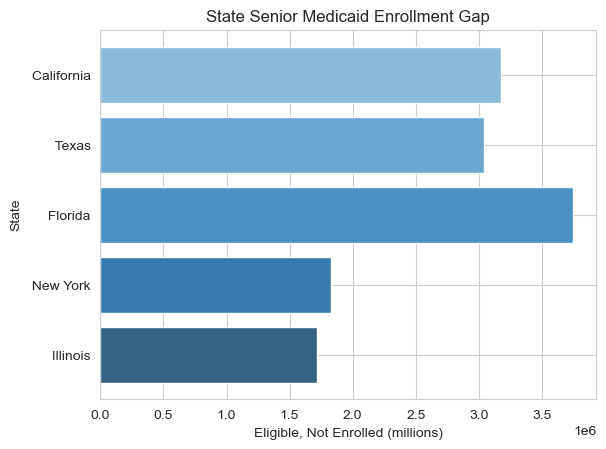 State Senior Medicaid Enrollment Gap
California
Texas
Florida
New York
Illinois
State
0.0 0.5 1.0 1.5 2.0 2.5 3.0 3.5
1e6
Eligible, Not Enrolled (millions)